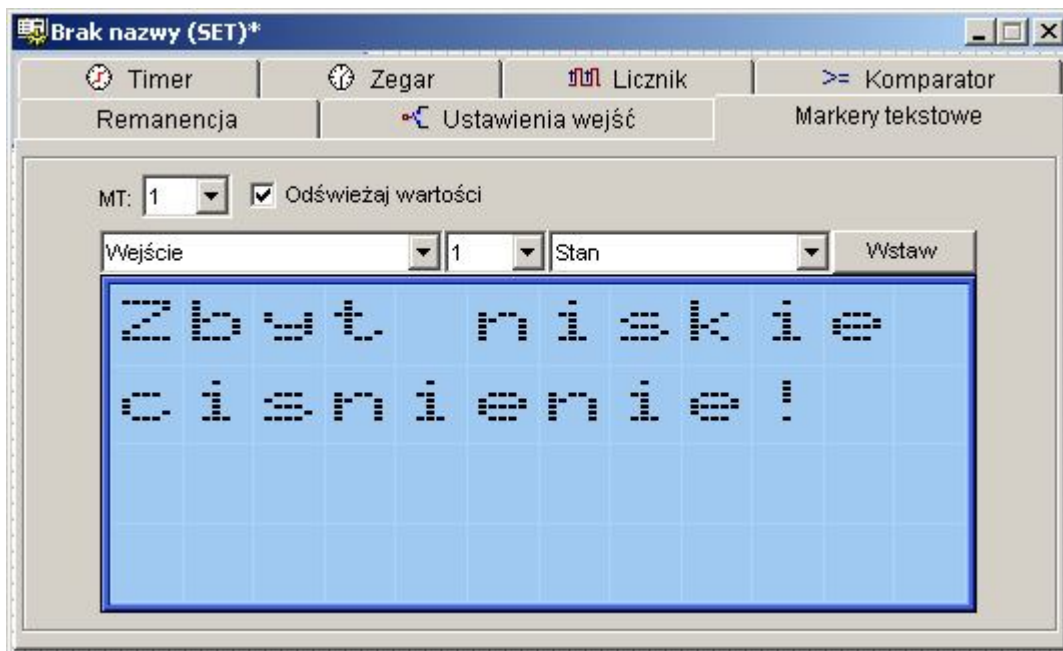 Brak nazwy (SET)*
Timer Zegar Licznik >= Komparator
Remanencja Ustawienia wejść Markery tekstowe
MT: 1 Odświeżaj wartości
Wejście 1 Stan Wstaw
Zbyt niskie
cisnienie!